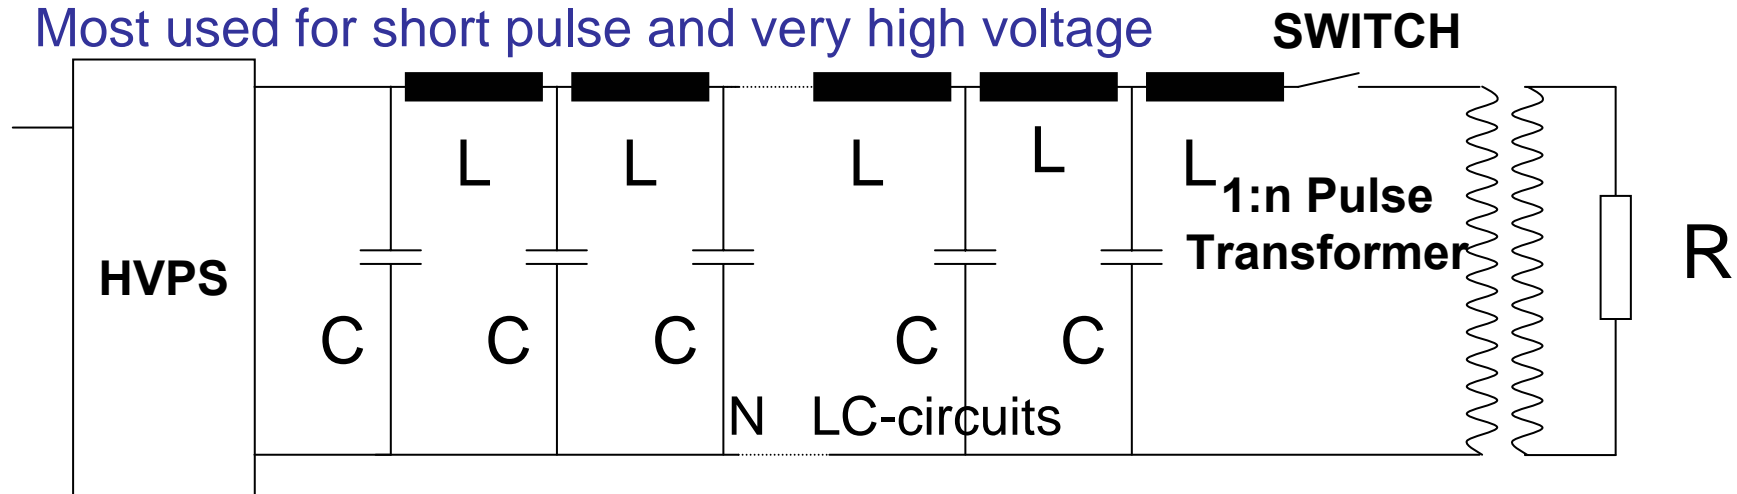 Most used for short pulse and very high voltage
SWITCH
L L L L L
1:n Pulse
Transformer
HVPS
R
C C C C C
N LC-circuits